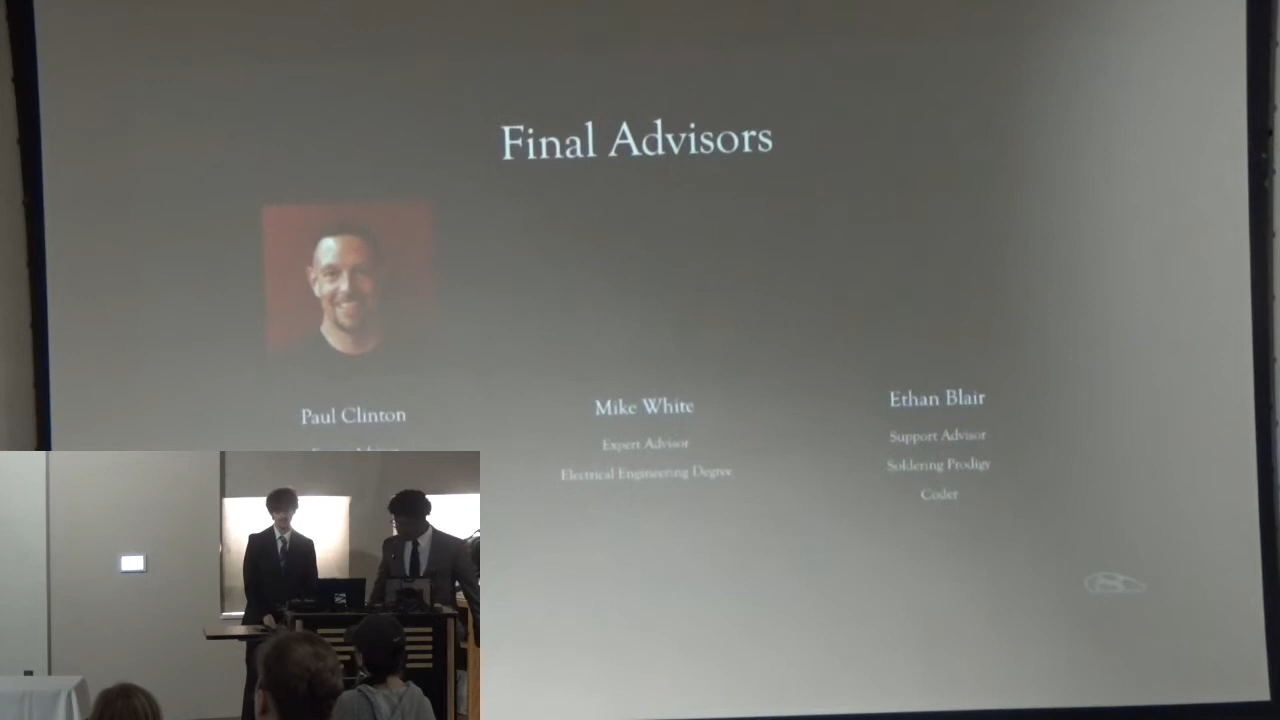 Final Advisors
Paul Clinton
Mike White
Expert Advisor
Electrical Engineering Degree
Ethan Blair
Support Advisor
Soldering Prodigy
Coder